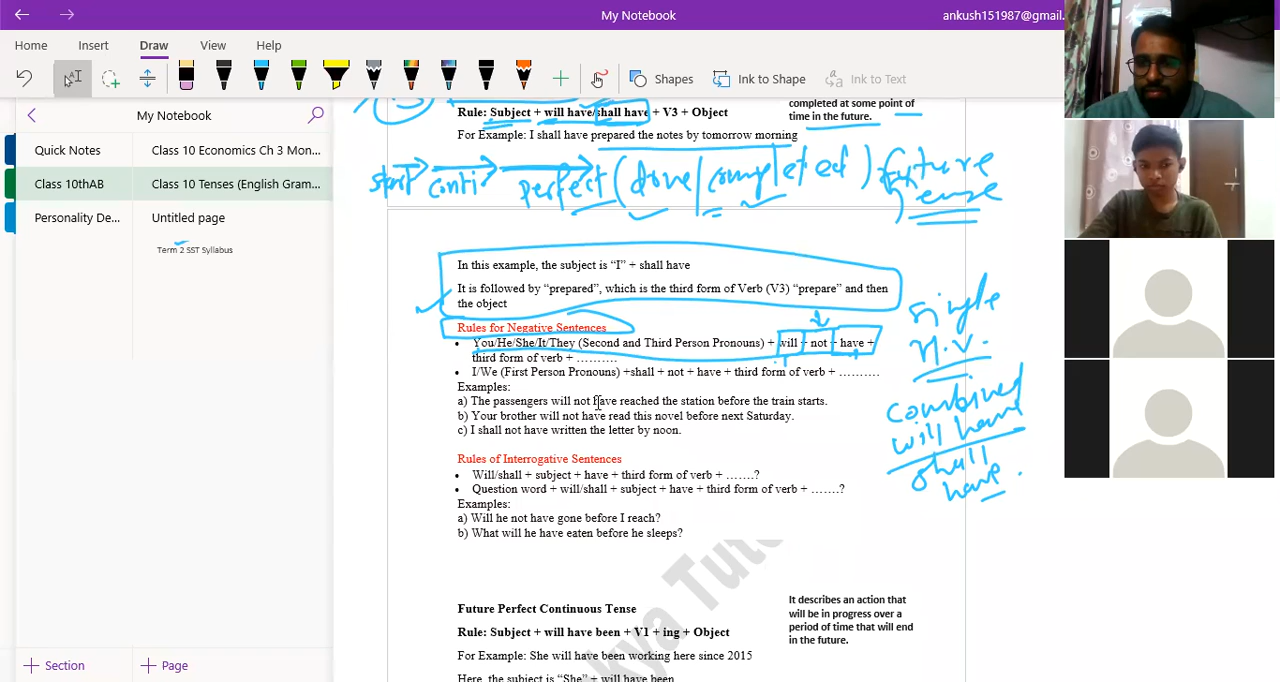 My Notebook
ankush151987@gmail.
Home Insert Draw View Help
Shapes Ink to Shape Ink to Text
My Notebook
Quick Notes
Class 10thAB
Personality De...
Class 10 Economics Ch 3 Mon...
Class 10 Tenses (English Gram...
Untitled page
Term 2 SST Syllabus
Section
Page
completed at some point of
time in the future.
Rule: Subject + will have/shall have + V3 + Object
For Example: I shall have prepared the notes by tomorrow morning
start conti perfect (done/completed) future
tense
In this example, the subject is “I” + shall have
It is followed by “prepared”, which is the third form of Verb (V3) “prepare” and then
the object
Rules for Negative Sentences
• You/He/She/It/They (Second and Third Person Pronouns) + will + not + have +
third form of verb + ……….
• I/We (First Person Pronouns) +shall + not + have + third form of verb + ……….
Examples:
a) The passengers will not have reached the station before the train starts.
b) Your brother will not have read this novel before next Saturday.
c) I shall not have written the letter by noon.
single
H.V.
combined
will have
shall
have
Rules of Interrogative Sentences
• Will/shall + subject + have + third form of verb + …….?
• Question word + will/shall + subject + have + third form of verb + …….?
Examples:
a) Will he not have gone before I reach?
b) What will he have eaten before he sleeps?
Future Perfect Continuous Tense
It describes an action that
will be in progress over a
period of time that will end
in the future.
Rule: Subject + will have been + V1 + ing + Object
For Example: She will have been working here since 2015
Here, the subject is “She” + will have been